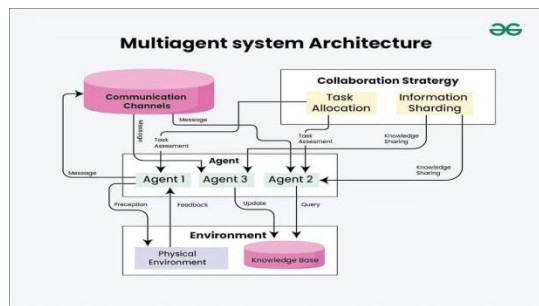 Multiagent system Architecture
Collaboration Stratergy
Communication
Channels
Task
Allocation
Information
Sharding
Message
Message
Task
Assesment
Task
Assesment
Knowledge
Sharing
Agent
Knowledge
Sharing
Message
Agent 1
Agent 3
Agent 2
Preception
Feedback
Update
Query
Environment
Physical
Environment
Knowledge Base